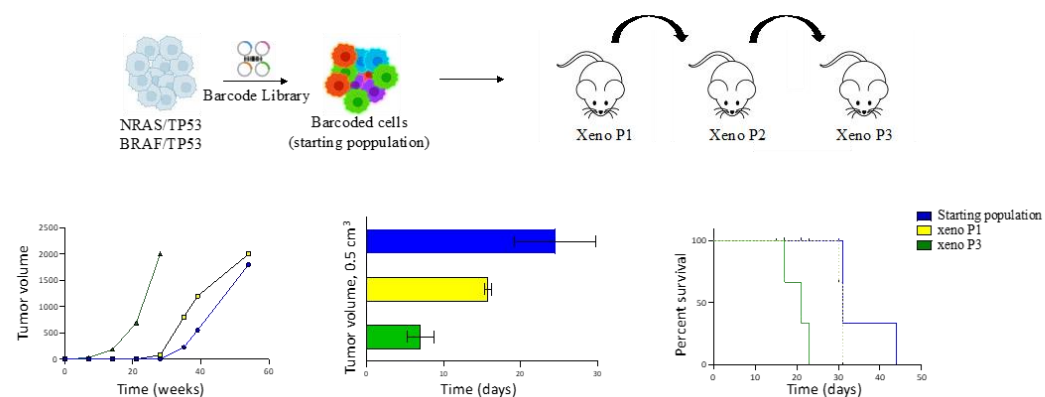 NRAS/TP53
BRAF/TP53
Barcode Library
Barcoded cells
(starting poppulation)
Xeno P1
Xeno P2
Xeno P3
Tumor volume
2500
2000
1500
1000
500
0
0
20
40
60
Time (weeks)
Tumor volume, 0.5 cm³
0
10
20
30
Time (days)
Percent survival
100
50
0
0
10
20
30
40
50
Time (days)
Starting population
xeno P1
xeno P3